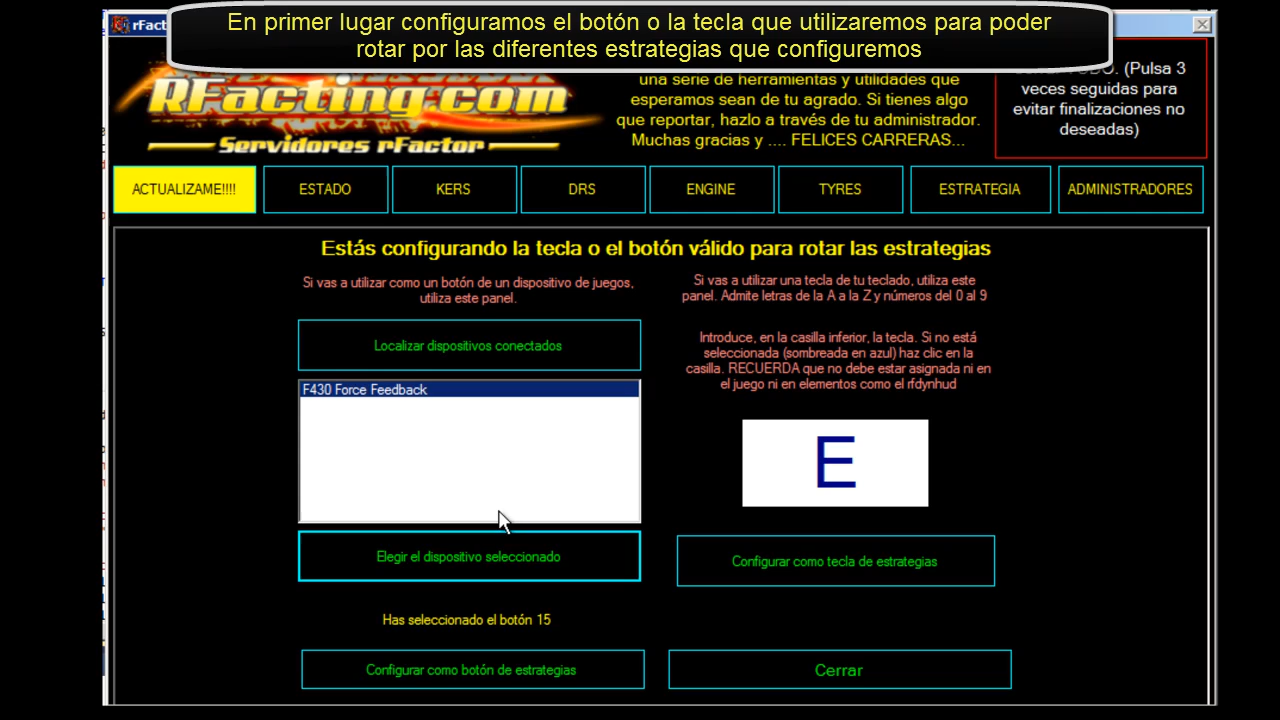 En primer lugar configuramos el botón o la tecla que utilizaremos para poder
rotar por las diferentes estrategias que configuremos
rFact
RFacting.com
Servidores rFactor
una serie de herramientas y utilidades que
esperamos sean de tu agrado. Si tienes algo
que reportar, hazlo a través de tu administrador.
Muchas gracias y .... FELICES CARRERAS...
(Pulsa 3
veces seguidas para
evitar finalizaciones no
deseadas)
ACTUALIZAME!!!!
ESTADO
KERS
DRS
ENGINE
TYRES
ESTRATEGIA
ADMINISTRADORES
Estás configurando la tecla o el botón válido para rotar las estrategias
Si vas a utilizar como un botón de un dispositivo de juegos,
utiliza este panel.
Localizar dispositivos conectados
F430 Force Feedback
Elegir el dispositivo seleccionado
Has seleccionado el botón 15
Configurar como botón de estrategias
Si vas a utilizar una tecla de tu teclado, utiliza este
panel. Admite letras de la A a la Z y números del 0 al 9
Introduce, en la casilla inferior, la tecla. Si no está
seleccionada (sombreada en azul) haz clic en la
casilla. RECUERDA que no debe estar asignada ni en
el juego ni en elementos como el rfdynhud
E
Configurar como tecla de estrategias
Cerrar